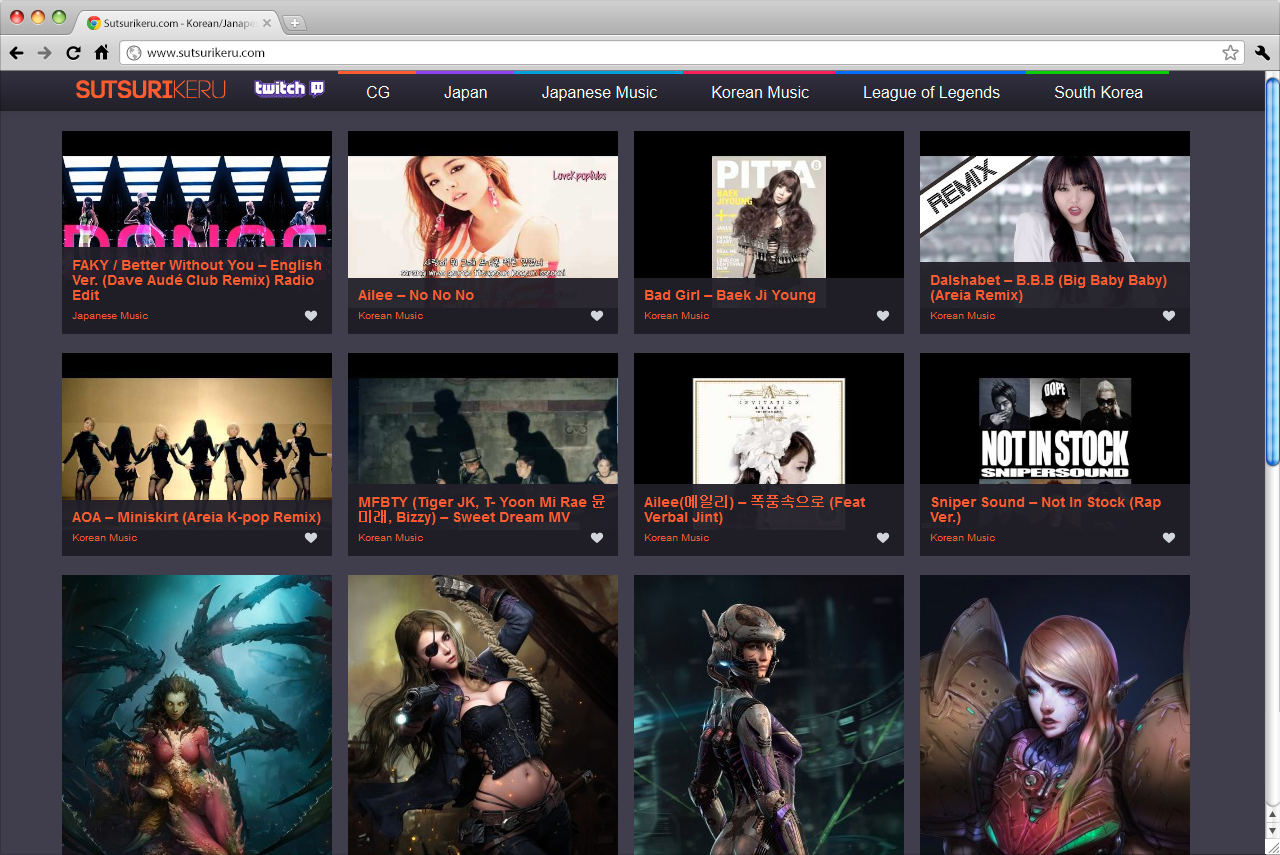 Sutsurikeru.com - Korean/Janape
www.sutsurikeru.com
SUTSURIKERU
twitch
CG
Japan
Japanese Music
Korean Music
League of Legends
South Korea
DANCE
FAKY / Better Without You – English
Ver. (Dave Audé Club Remix) Radio
Edit
Japanese Music
LoveKpopSubs
Ailee – No No No
Korean Music
PITTA
BAEK
JIYOUNG
Bad Girl – Baek Ji Young
Korean Music
REMIX
Dalshabet – B.B.B (Big Baby Baby)
(Areia Remix)
Korean Music
AOA – Miniskirt (Areia K-pop Remix)
Korean Music
MFBTY (Tiger JK, T- Yoon Mi Rae 윤
미래, Bizzy) – Sweet Dream MV
Korean Music
INVITATION
AILEE
Ailee(에일리) – 폭풍속으로 (Feat
Verbal Jint)
Korean Music
DOPE
NOT IN STOCK
SNIPERSOUND
Sniper Sound – Not In Stock (Rap
Ver.)
Korean Music